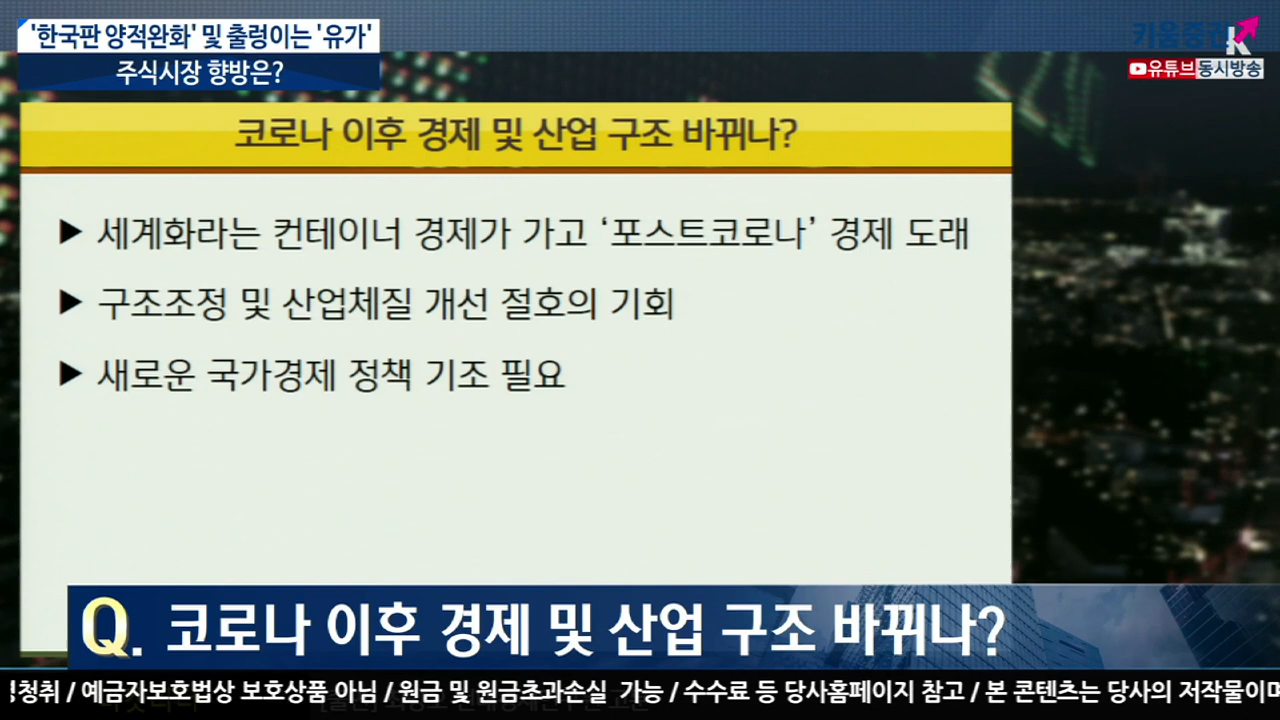 '한국판 양적완화' 및 출렁이는 '유가'
주식시장 향방은?
키움증권
유튜브 동시방송
코로나 이후 경제 및 산업 구조 바뀌나?
▶ 세계화라는 컨테이너 경제가 가고 ‘포스트코로나’ 경제 도래
▶ 구조조정 및 산업체질 개선 절호의 기회
▶ 새로운 국가경제 정책 기조 필요
Q. 코로나 이후 경제 및 산업 구조 바뀌나?
청취 / 예금자보호법상 보호상품 아님 / 원금 및 원금초과손실 가능 / 수수료 등 당사홈페이지 참고 / 본 콘텐츠는 당사의 저작물이며